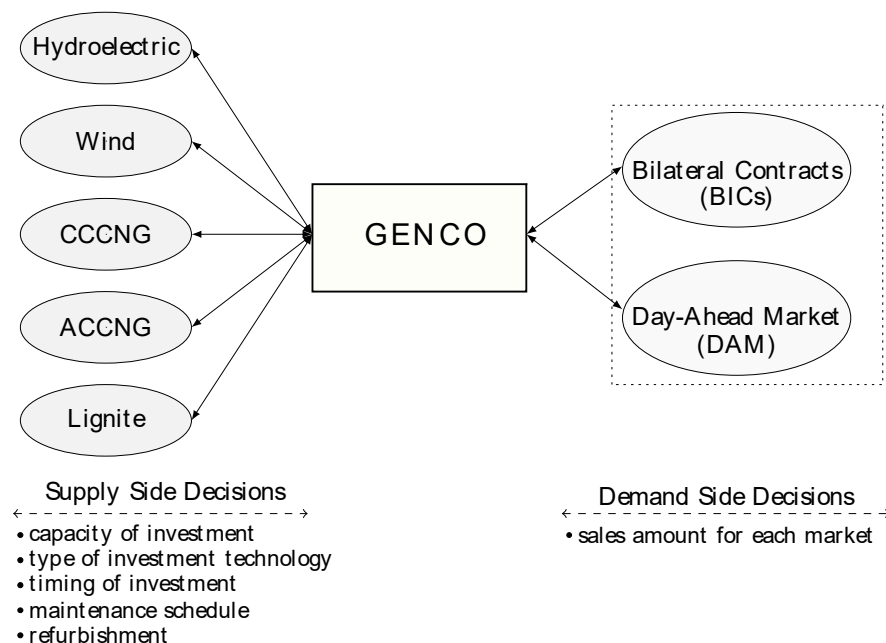 Hydroelectric
Wind
CCCNG
ACCNG
Lignite
GENCO
Bilateral Contracts
(BICs)
Day-Ahead Market
(DAM)
Supply Side Decisions
• capacity of investment
• type of investment technology
• timing of investment
• maintenance schedule
• refurbishment
Demand Side Decisions
• sales amount for each market